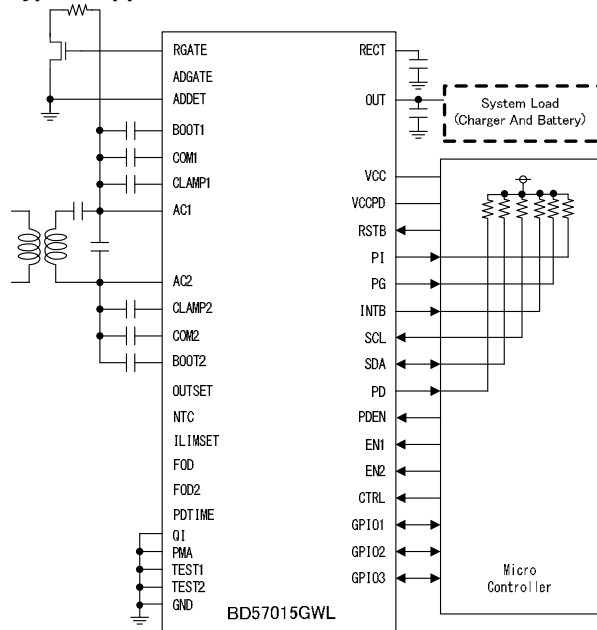 RGATE
ADGATE
ADDET
BOOT1
COM1
CLAMP1
AC1
AC2
CLAMP2
COM2
BOOT2
OUTSET
NTC
ILIMSET
FOD
FOD2
PDTIME
QI
PMA
TEST1
TEST2
GND
BD57015GWL
RECT
OUT
VCC
VCCPD
RSTB
PI
PG
INTB
SCL
SDA
PD
PDEN
EN1
EN2
CTRL
GPIO1
GPIO2
GPIO3
System Load
(Charger And Battery)
Micro
Controller